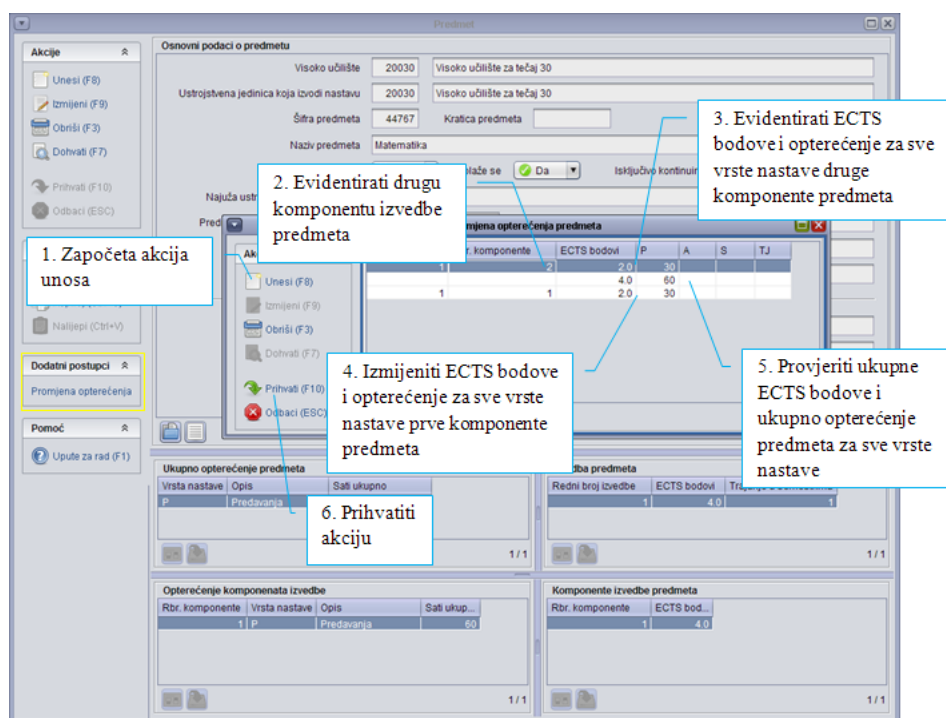 Predmet
Akcije
Unesi (F8)
Izmijeni (F9)
Obriši (F3)
Dohvati (F7)
Prihvati (F10)
Odbaci (ESC)
Nalijepi (Ctrl+V)
Dodatni postupci
Promjena opterećenja
Pomoć
Upute za rad (F1)
Osnovni podaci o predmetu
Visoko učilište 20030 Visoko učilište za tečaj 30
Ustrojstvena jedinica koja izvodi nastavu 20030 Visoko učilište za tečaj 30
Šifra predmeta 44767 Kratica predmeta
Naziv predmeta Matematika
laže se Da Isključivo kontinuir
Najuža ustr
Pred
1. Započeta akcija
unosa
2. Evidentirati drugu
komponentu izvedbe
predmeta
3. Evidentirati ECTS
bodove i opterećenje za sve
vrste nastave druge
komponente predmeta
mjena opterećenja predmeta
Ak
Unesi (F8)
Izmijeni (F9)
Obriši (F3)
Dohvati (F7)
Prihvati (F10)
Odbaci (ESC)
br. komponente ECTS bodovi P A S TJ
1 2 2.0 30
4.0 60
1 1 2.0 30
4. Izmijeniti ECTS bodove
i opterećenje za sve vrste
nastave prve komponente
predmeta
5. Provjeriti ukupne
ECTS bodove i
ukupno opterećenje
predmeta za sve vrste
nastave
Ukupno opterećenje predmeta
Vrsta nastave Opis Sati ukupno
P Predavanja
1/1
6. Prihvatiti
akciju
dba predmeta
Redni broj izvedbe ECTS bodovi
1 4.0 1
1/1
Opterećenje komponenata izvedbe
Rbr. komponente Vrsta nastave Opis Sati ukup...
1 P Predavanja 60
1/1
Komponente izvedbe predmeta
Rbr. komponente ECTS bod...
1 4.0
1/1